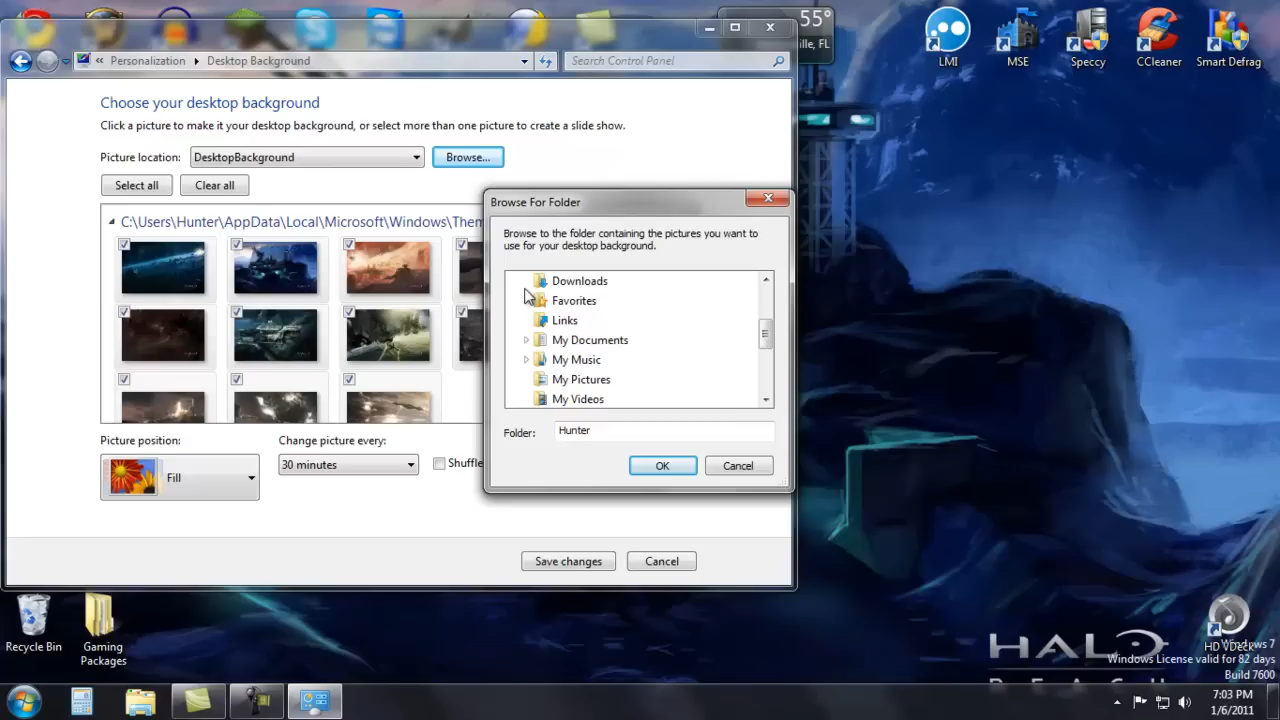 55°
ville, FL
LMI
MSE
Speccy
CCleaner
Smart Defrag
« Personalization ▸ Desktop Background
Search Control Panel
Choose your desktop background
Click a picture to make it your desktop background, or select more than one picture to create a slide show.
Picture location:
DesktopBackground
Browse...
Select all
Clear all
C:\Users\Hunter\AppData\Local\Microsoft\Windows\Them
Browse For Folder
Browse to the folder containing the pictures you want to
use for your desktop background.
Downloads
Favorites
Links
My Documents
My Music
My Pictures
My Videos
Folder:
Hunter
OK
Cancel
Picture position:
Fill
Change picture every:
30 minutes
Shuffle
Save changes
Cancel
Recycle Bin
Gaming
Packages
HALO
HD VDeck
Windows 7
Windows License valid for 82 days
Build 7600
7:03 PM
1/6/2011